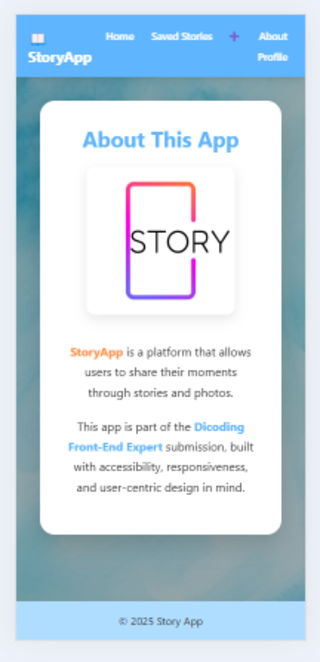 Home Saved Stories + About
StoryApp Profile
About This App
STORY
StoryApp is a platform that allows
users to share their moments
through stories and photos.
This app is part of the Dicoding
Front-End Expert submission, built
with accessibility, responsiveness,
and user-centric design in mind.
© 2025 Story App